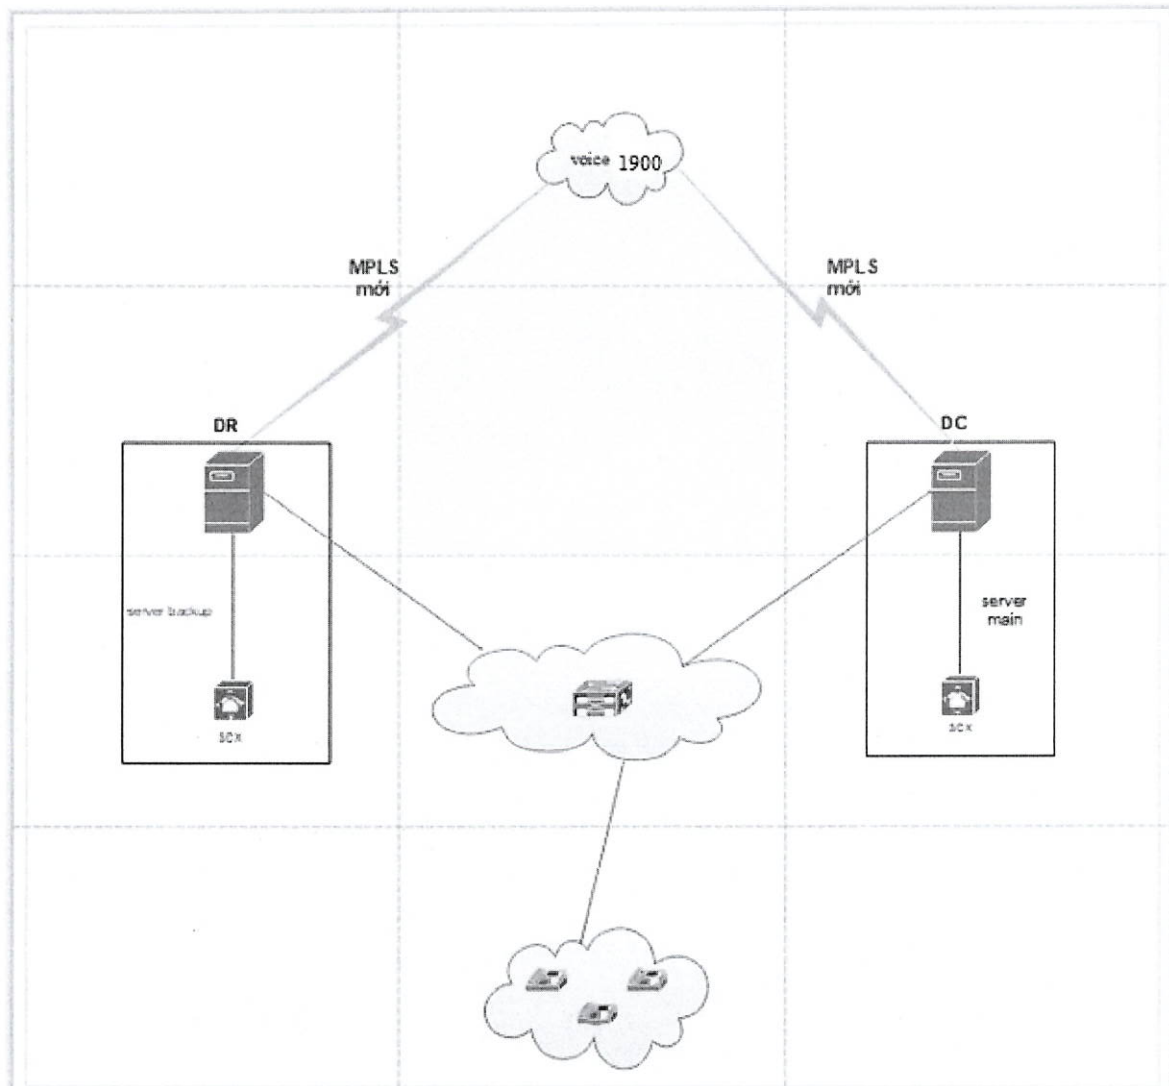 voice 1900
MPLS
mới
MPLS
mới
DR
DC
server backup
server
main
scx
scx